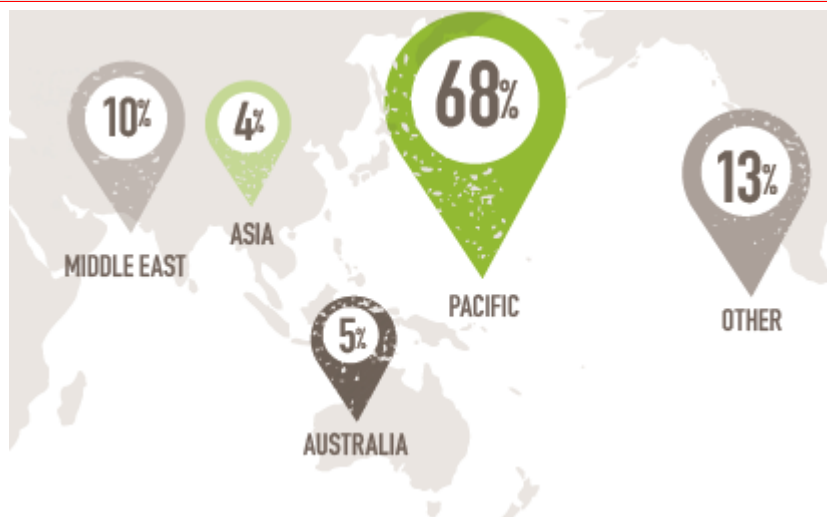 10%
MIDDLE EAST
4%
ASIA
68%
PACIFIC
13%
OTHER
5%
AUSTRALIA